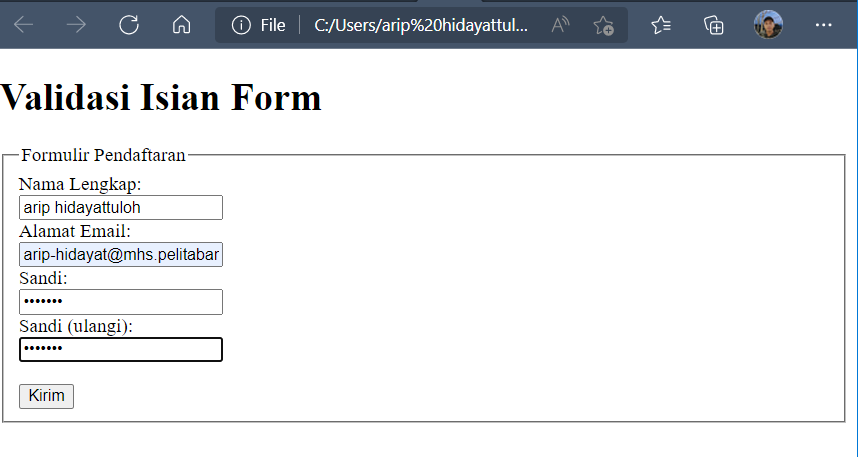 File
C:/Users/arip%20hidayattul...
Validasi Isian Form
Formulir Pendaftaran
Nama Lengkap:
arip hidayattuloh
Alamat Email:
arip-hidayat@mhs.pelitabar
Sandi:
•••••••
Sandi (ulangi):
•••••••
Kirim